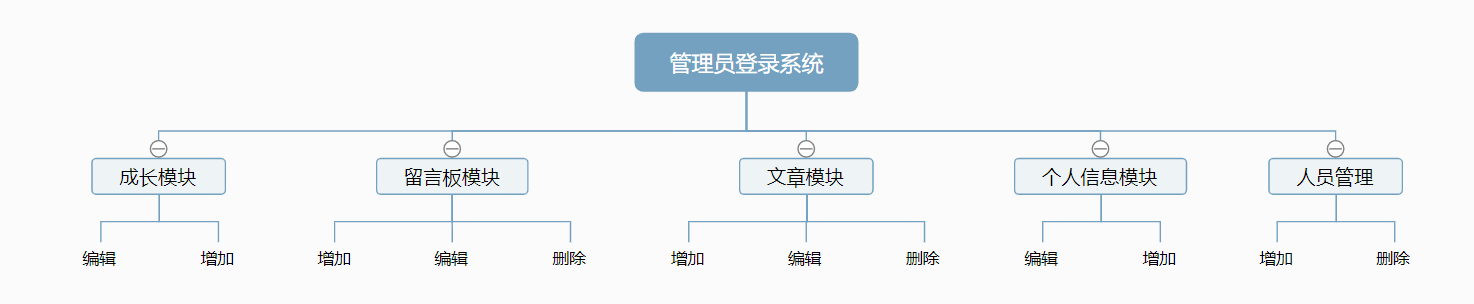 管理员登录系统
成长模块 留言板模块 文章模块 个人信息模块 人员管理
编辑 增加 增加 编辑 删除 增加 编辑 删除 编辑 增加 增加 删除